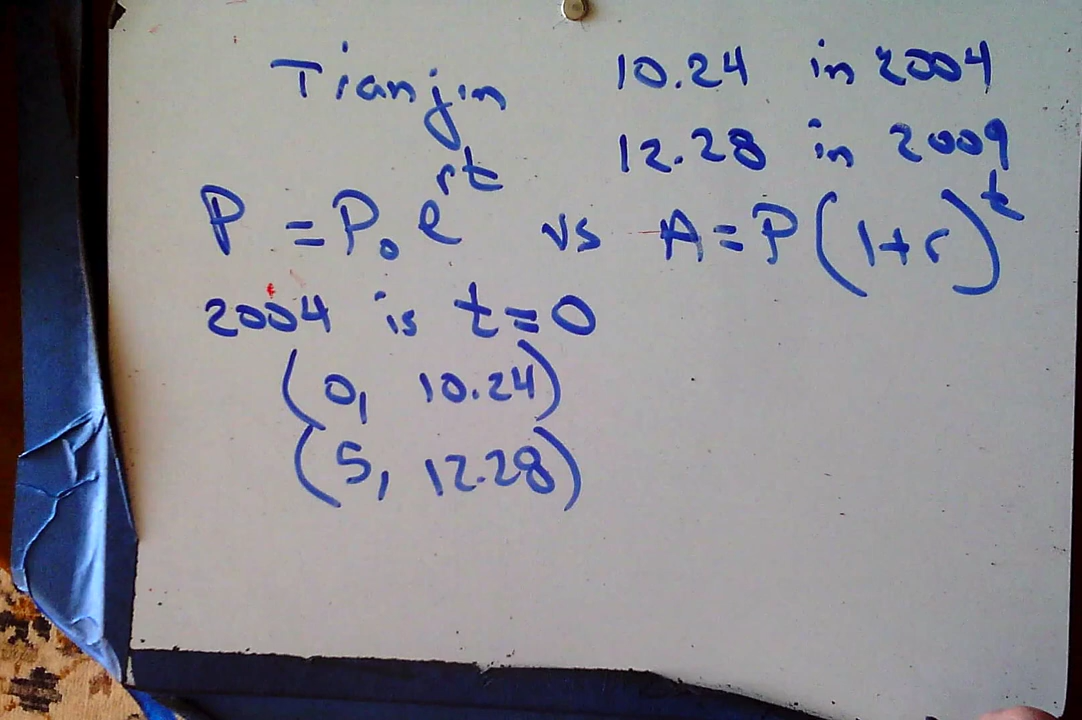 Tianjin 10.24 in 2004
12.28 in 2009
P = P₀ e^rt vs A = P(1+r)^t
2004 is t=0
(0, 10.24)
(5, 12.28)